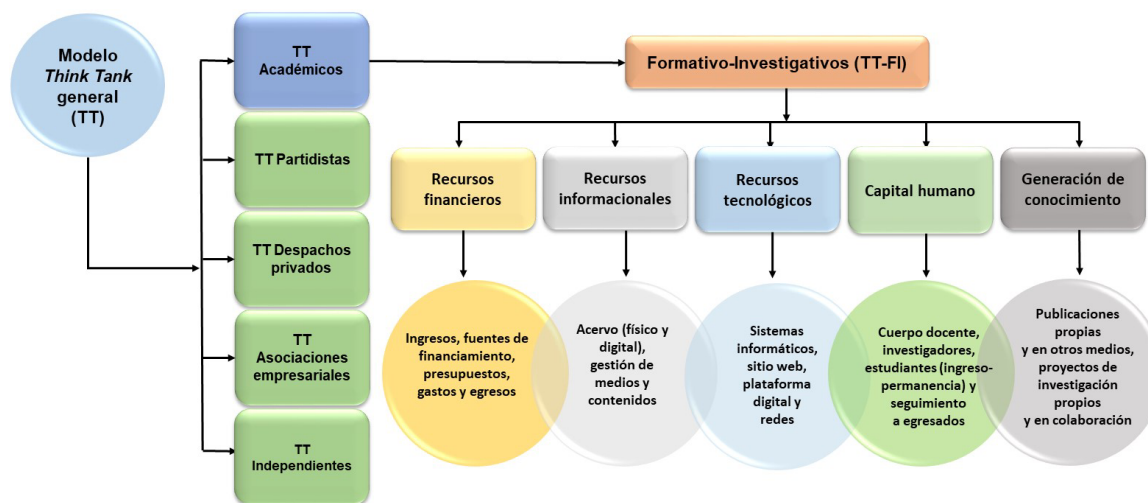 Modelo
Think Tank
general
(TT)
TT
Académicos
TT Partidistas
TT Despachos
privados
TT
Asociaciones
empresariales
TT
Independientes
Formativo-Investigativos (TT-FI)
Recursos
financieros
Recursos
informacionales
Recursos
tecnológicos
Capital humano
Generación de
conocimiento
Ingresos, fuentes de
financiamiento,
presupuestos,
gastos y egresos
Acervo (físico y
digital),
gestión de
medios y
contenidos
Sistemas
informáticos,
sitio web,
plataforma
digital y
redes
Cuerpo docente,
investigadores,
estudiantes (ingreso-
permanencia) y
seguimiento
a egresados
Publicaciones
propias
y en otros medios,
proyectos de
investigación
propios
y en colaboración